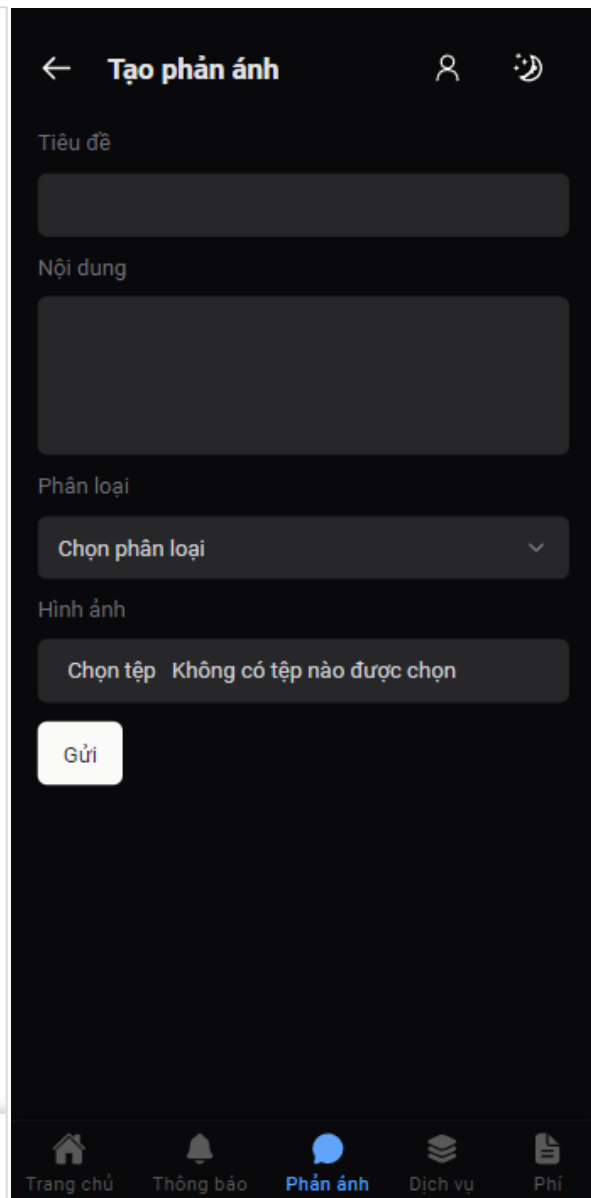 Tạo phản ánh
Tiêu đề
Nội dung
Phân loại
Chọn phân loại
Hình ảnh
Chọn tệp Không có tệp nào được chọn
Gửi
Trang chủ Thông báo Phản ánh Dịch vụ Phí